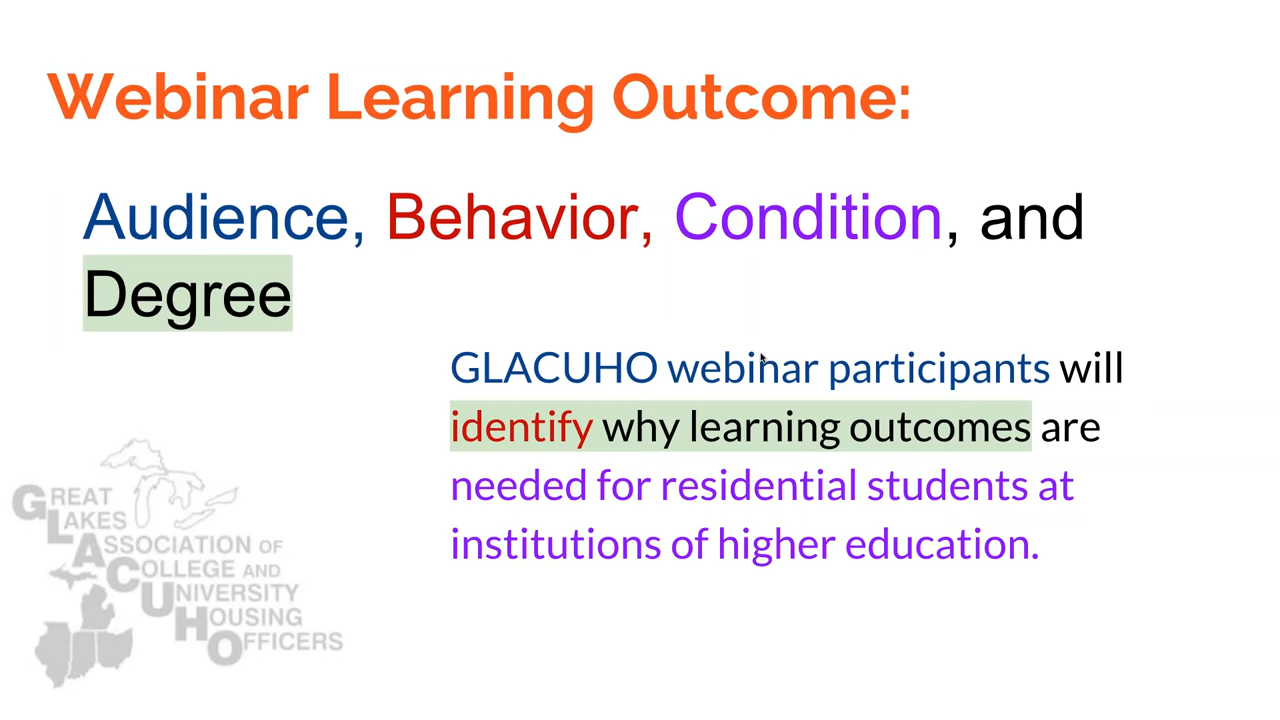 Webinar Learning Outcome:
Audience, Behavior, Condition, and
Degree
GLACUHO webinar participants will
identify why learning outcomes are
needed for residential students at
institutions of higher education.
GREAT
LAKES
ASSOCIATION OF
COLLEGE AND
UNIVERSITY
HOUSING
OFFICERS